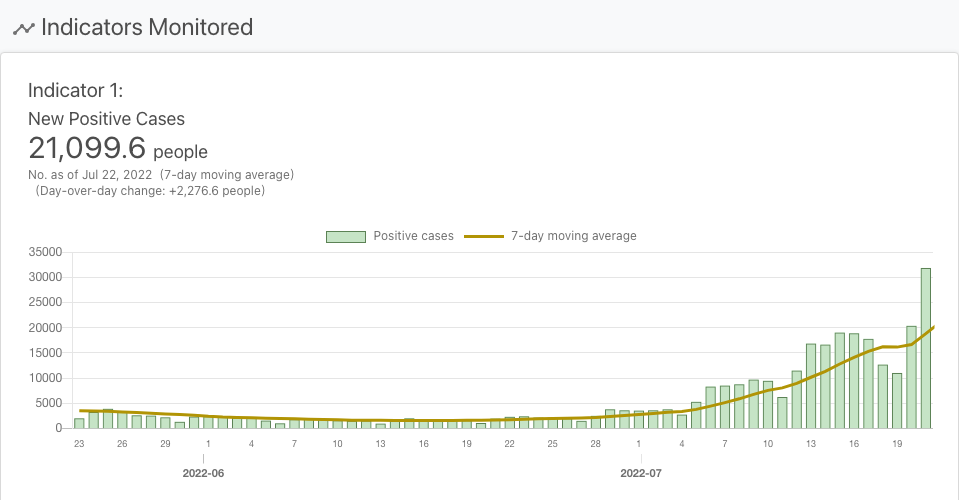 Indicators Monitored
Indicator 1:
New Positive Cases
21,099.6 people
No. as of Jul 22, 2022 (7-day moving average)
(Day-over-day change: +2,276.6 people)
Positive cases 7-day moving average
35000
30000
25000
20000
15000
10000
5000
0
23 26 29 1 4 7 10 13 16 19 22 25 28 1 4 7 10 13 16 19
2022-06 2022-07